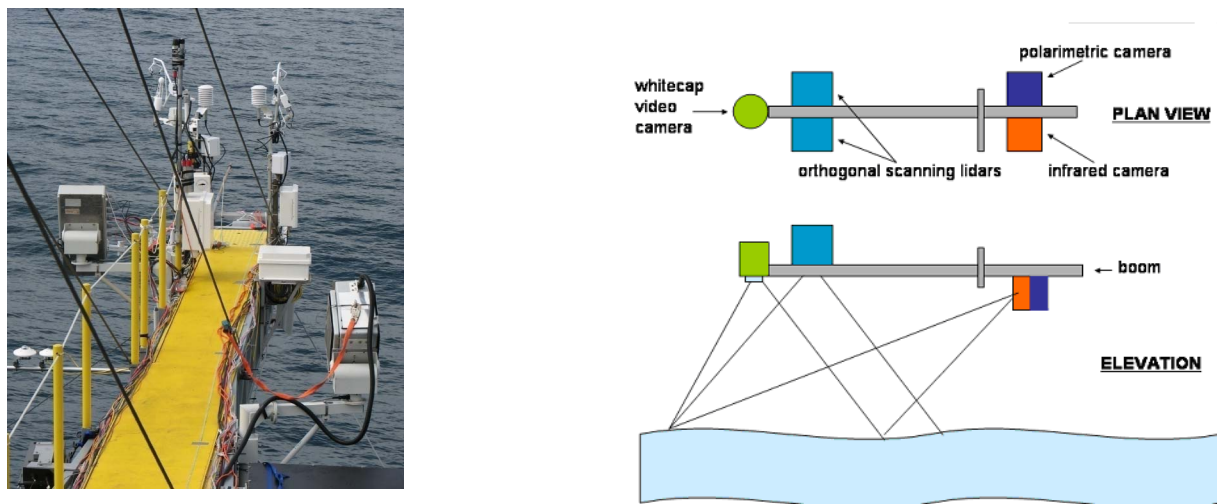 polarimetric camera
whitecap
video
camera
PLAN VIEW
orthogonal scanning lidars
infrared camera
boom
ELEVATION